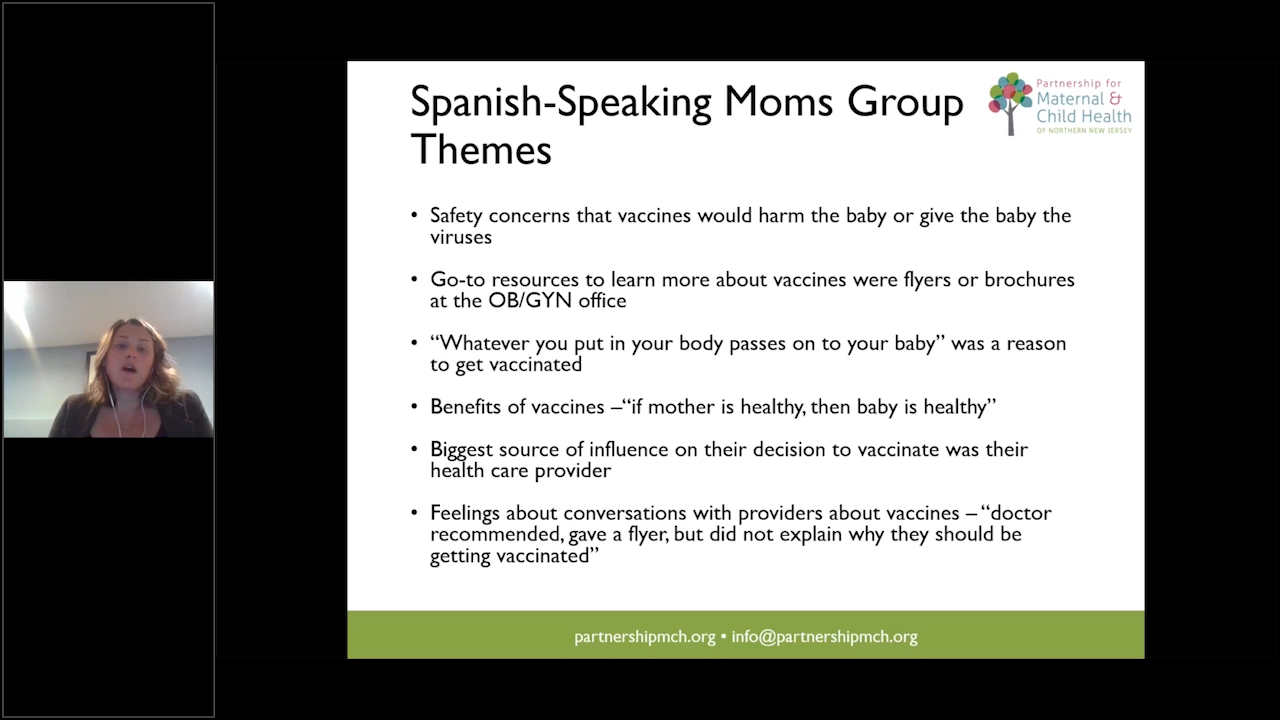 Spanish-Speaking Moms Group
Themes
Partnership for
Maternal &
Child Health
OF NORTHERN NEW JERSEY
• Safety concerns that vaccines would harm the baby or give the baby the
viruses
• Go-to resources to learn more about vaccines were flyers or brochures
at the OB/GYN office
• “Whatever you put in your body passes on to your baby” was a reason
to get vaccinated
• Benefits of vaccines –“if mother is healthy, then baby is healthy”
• Biggest source of influence on their decision to vaccinate was their
health care provider
• Feelings about conversations with providers about vaccines – “doctor
recommended, gave a flyer, but did not explain why they should be
getting vaccinated”
partnershipmch.org • info@partnershipmch.org